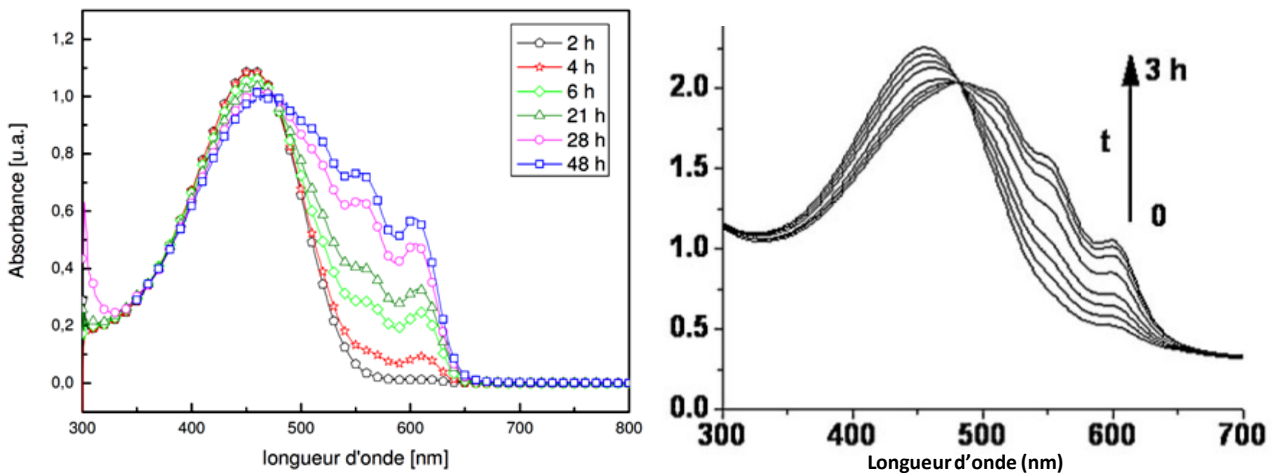 1,2
1,0
0,8
0,6
0,4
0,2
0,0
Absorbance [u.a.]
2 h
4 h
6 h
21 h
28 h
48 h
300 400 500 600 700 800
longueur d'onde [nm]
2.0
1.5
1.0
0.5
0.0
3 h
t
0
300 400 500 600 700
Longueur d'onde (nm)